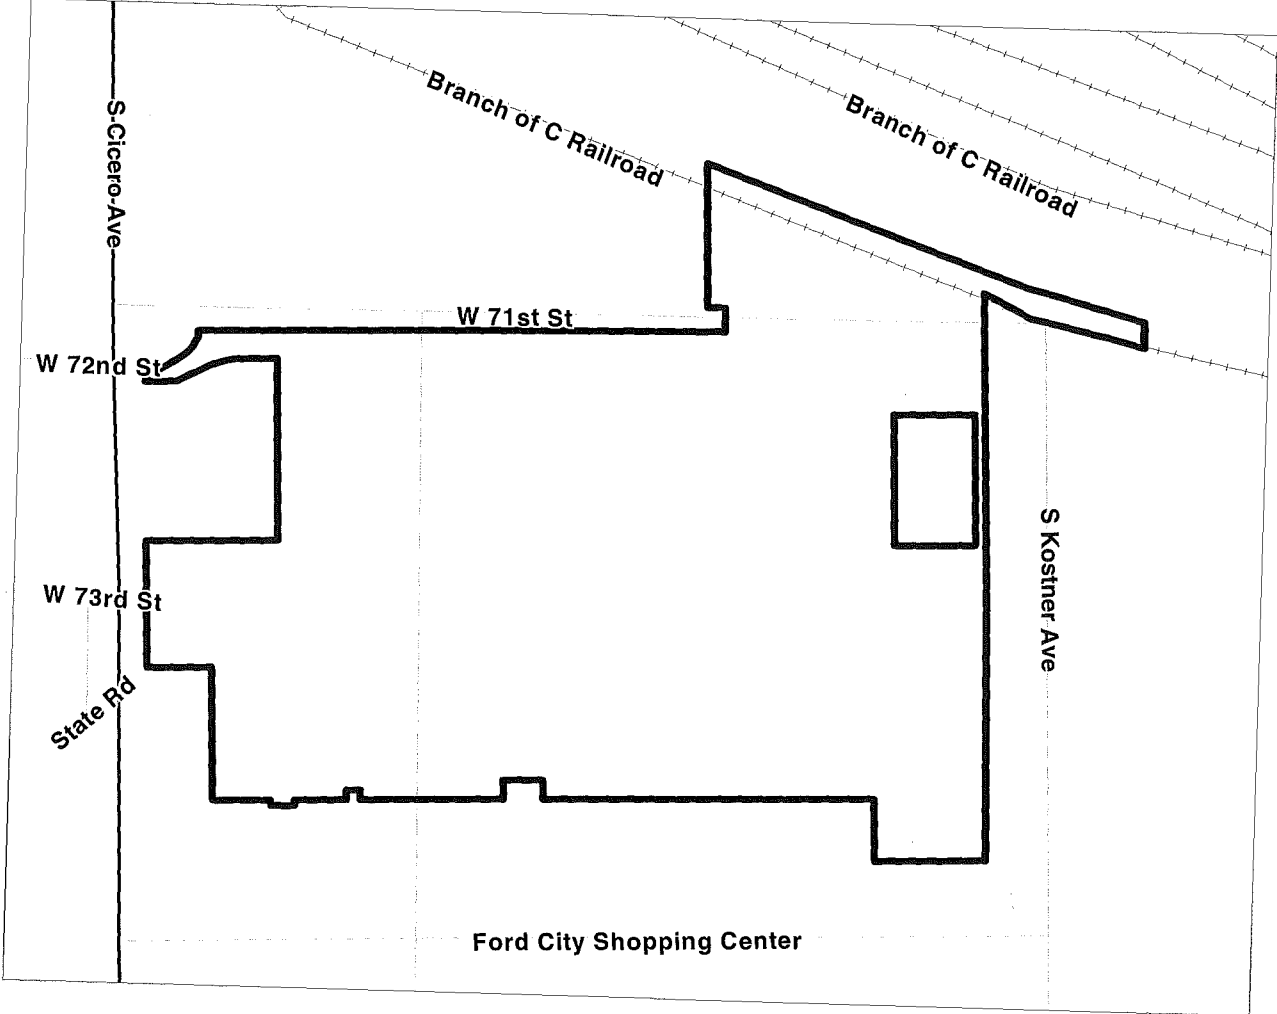 Branch of C Railroad
Branch of C Railroad
S Cicero Ave
W 71st St
W 72nd St
S Kostner Ave
W 73rd St
State Rd
Ford City Shopping Center